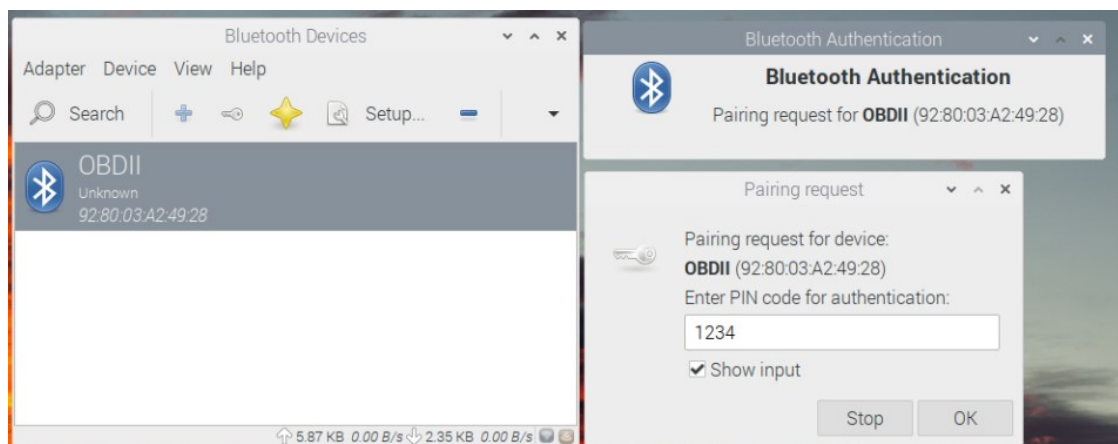 Bluetooth Devices
Adapter Device View Help
Search Setup...
OBDII
Unknown
92:80:03:A2:49:28
5.87 KB 0.00 B/s 2.35 KB 0.00 B/s
Bluetooth Authentication
Bluetooth Authentication
Pairing request for OBDII (92:80:03:A2:49:28)
Pairing request
Pairing request for device:
OBDII (92:80:03:A2:49:28)
Enter PIN code for authentication:
1234
Show input
Stop OK